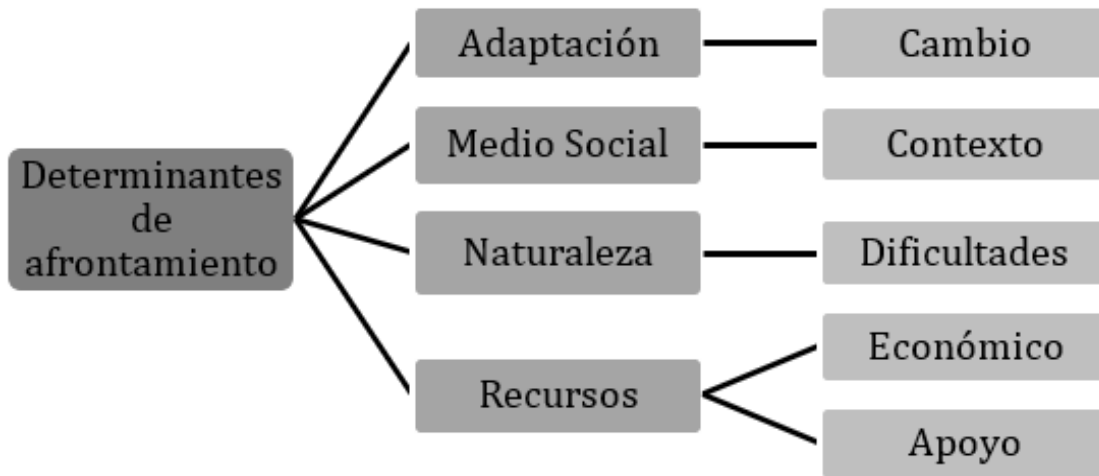 Determinantes
de
afrontamiento
Adaptación
Cambio
Medio Social
Contexto
Naturaleza
Dificultades
Recursos
Económico
Apoyo